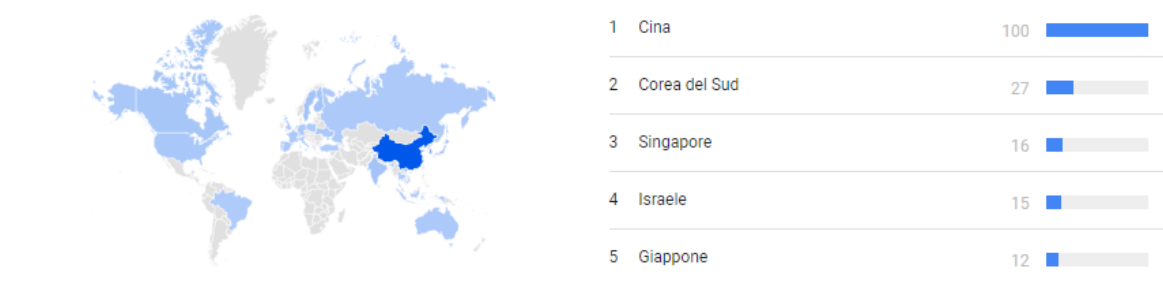 1 Cina 100
2 Corea del Sud 27
3 Singapore 16
4 Israele 15
5 Giappone 12